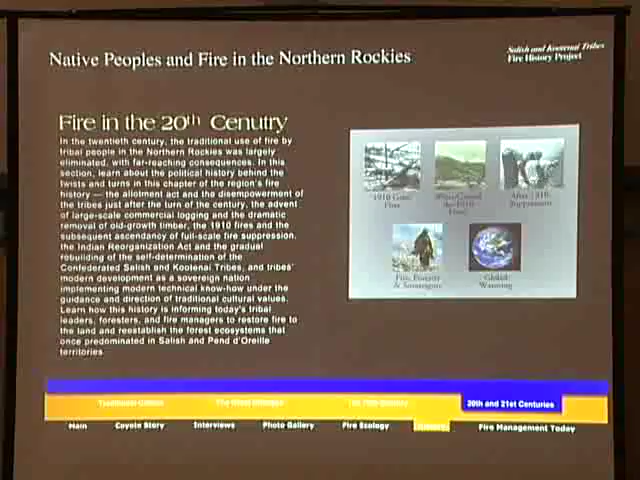 Native Peoples and Fire in the Northern Rockies
Salish and Kootenai Tribes
Fire History Project
Fire in the 20th Cenutry
In the twentieth century, the traditional use of fire by
tribal people in the Northern Rockies was largely
eliminated, with far-reaching consequences. In this
section, learn about the political history behind the
twists and turns in this chapter of the region's fire
history — the allotment act and the disempowerment of
the tribes just after the turn of the century, the advent
of large-scale commercial logging and the dramatic
removal of old-growth timber, the 1910 fires and the
subsequent ascendancy of full-scale fire suppression,
the Indian Reorganization Act and the gradual
rebuilding of the self-determination of the
Confederated Salish and Kootenai Tribes, and tribes'
modern development as a sovereign nation
implementing modern technical know-how under the
guidance and direction of traditional cultural values.
Learn how this history is informing today's tribal
leaders, foresters, and fire managers to restore fire to
the land and reestablish the forest ecosystems that
once predominated in Salish and Pend d'Oreille
territories
1910 Great
Fires
After 1910:
Suppression
Fire, Forestry
& Sovereignty
Global
Warming
20th and 21st Centuries
Main
Coyote Story
Interviews
Photo Gallery
Fire Ecology
Fire Management Today